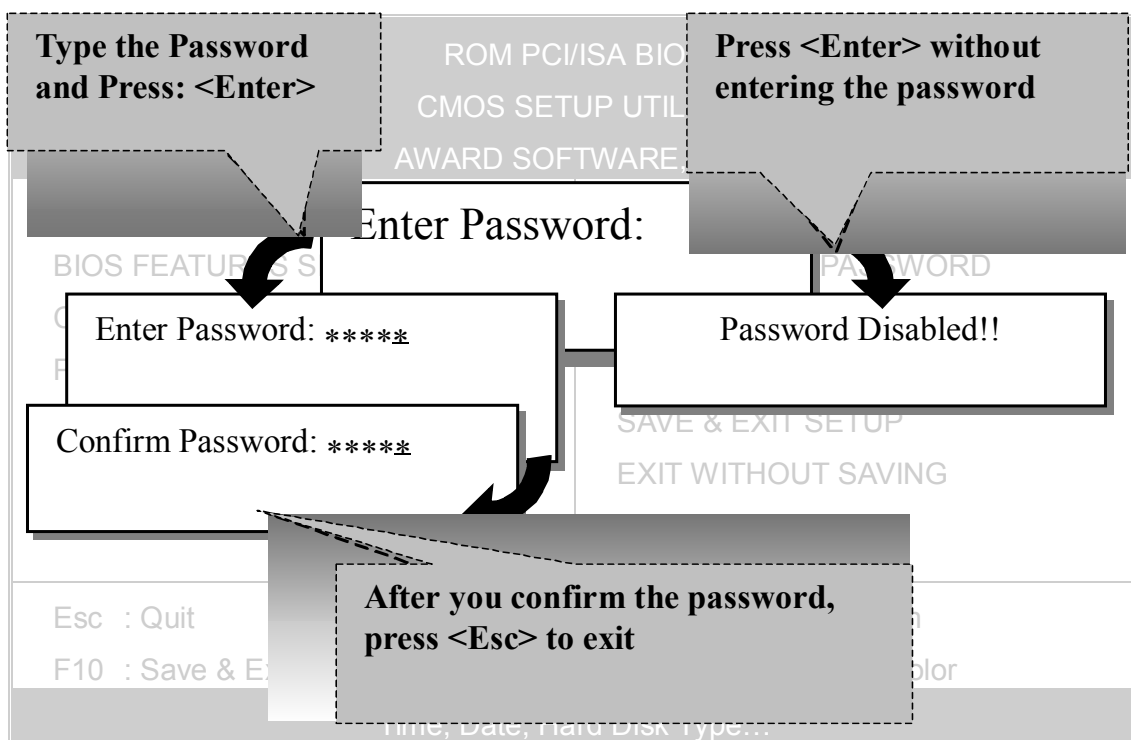 Type the Password
and Press: <Enter>
ROM PCI/ISA BIO
CMOS SETUP UTIL
AWARD SOFTWARE,
Press <Enter> without
entering the password
Enter Password:
BIOS FEATURES S
PASSWORD
Enter Password: *****
Password Disabled!!
Confirm Password: *****
SAVE & EXIT SETUP
EXIT WITHOUT SAVING
After you confirm the password,
press <Esc> to exit
Esc : Quit
F10 : Save & E
Time, Date, Hard Disk Type...